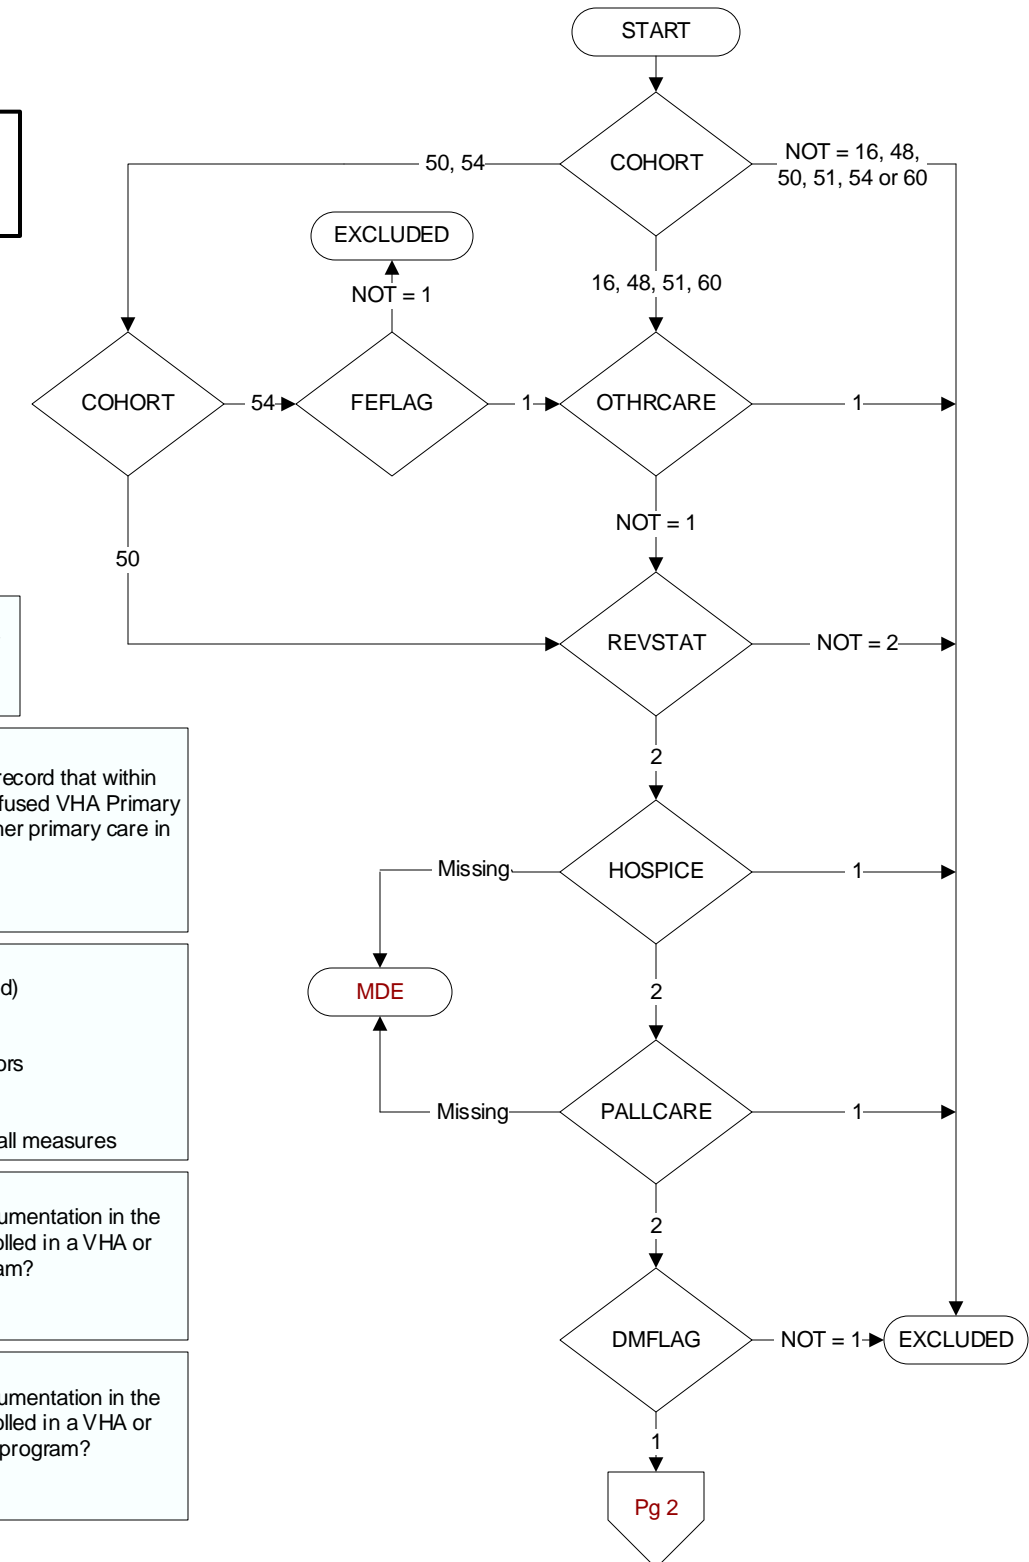 START
COHORT
50, 54
NOT = 16, 48,
50, 51, 54 or 60
EXCLUDED
NOT = 1
16, 48, 51, 60
COHORT
54
FEFLAG
1
OTHRCARE
1
NOT = 1
50
REVSTAT
NOT = 2
2
record that within
fused VHA Primary
ner primary care in
Missing
HOSPICE
1
MDE
2
d)
ors
all measures
Missing
PALLCARE
1
2
umentation in the
olled in a VHA or
am?
DMFLAG
NOT = 1
EXCLUDED
umentation in the
olled in a VHA or
program?
1
Pg 2